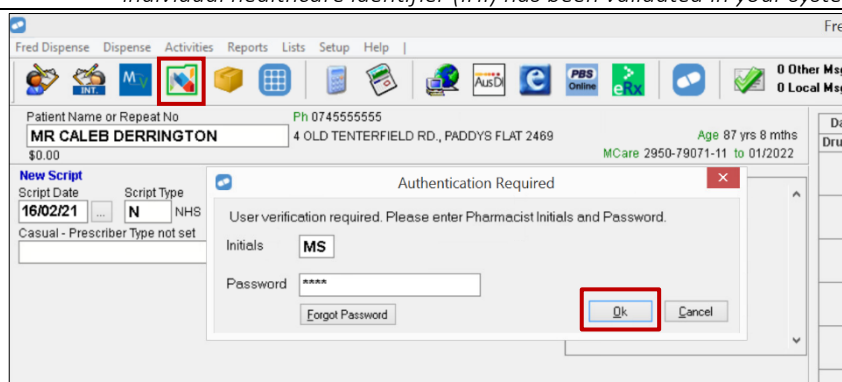 Individual healthcare identifier (IHI) has been validated in your syste
Fre
Fred Dispense Dispense Activities Reports Lists Setup Help |
INT.
AusDI
PBS Online
eRx
0 Other Msg
0 Local Msg
Patient Name or Repeat No Ph 0745555555
MR CALEB DERRINGTON 4 OLD TENTERFIELD RD., PADDYS FLAT 2469 Age 87 yrs 8 mths
$0.00 MCare 2950-79071-11 to 01/2022
Da
Dru
New Script
Script Date Script Type
16/02/21 ... N NHS
Casual - Prescriber Type not set
Authentication Required
User verification required. Please enter Pharmacist Initials and Password.
Initials MS
Password ****
Forgot Password Ok Cancel